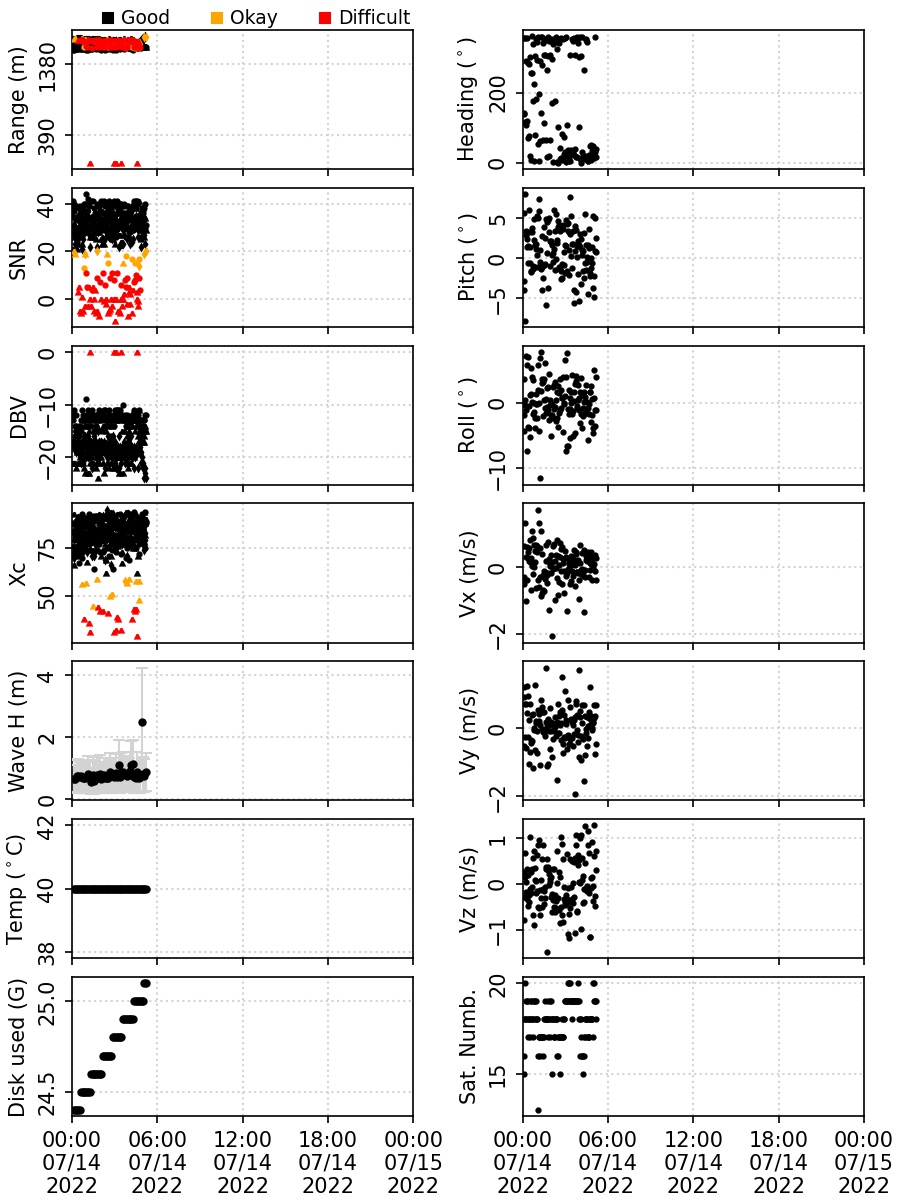 Good Okay Difficult
Range (m)
1380
390
Heading (°)
200
0
SNR
40
20
0
Pitch (°)
5
0
−5
DBV
0
−10
−20
Roll (°)
0
−10
Xc
75
50
Vx (m/s)
0
−2
Wave H (m)
4
2
0
Vy (m/s)
0
−2
Temp (°C)
42
40
38
Vz (m/s)
1
0
−1
Disk used (G)
25.0
24.5
Sat. Numb.
20
15
00:00 06:00 12:00 18:00 00:00
07/14 07/14 07/14 07/14 07/15
2022 2022 2022 2022 2022
00:00 06:00 12:00 18:00 00:00
07/14 07/14 07/14 07/14 07/15
2022 2022 2022 2022 2022